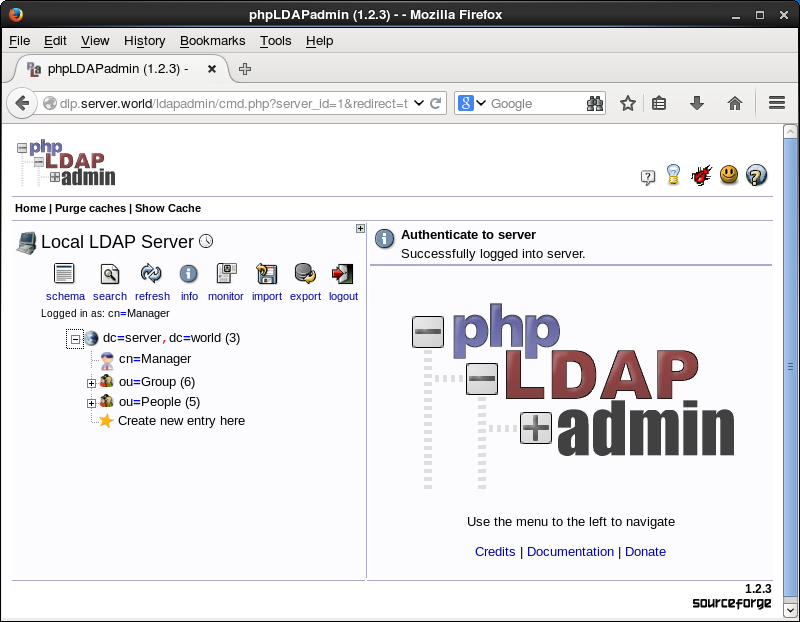 phpLDAPadmin (1.2.3) - - Mozilla Firefox
File Edit View History Bookmarks Tools Help
phpLDAPadmin (1.2.3) -
dlp.server.world/ldapadmin/cmd.php?server_id=1&redirect=t
8 Google
php
LDAP
admin
Home | Purge caches | Show Cache
Local LDAP Server
schema search refresh info monitor import export logout
Logged in as: cn=Manager
dc=server,dc=world (3)
cn=Manager
ou=Group (6)
ou=People (5)
Create new entry here
Authenticate to server
Successfully logged into server.
php
LDAP
admin
Use the menu to the left to navigate
Credits | Documentation | Donate
1.2.3
sourceforge